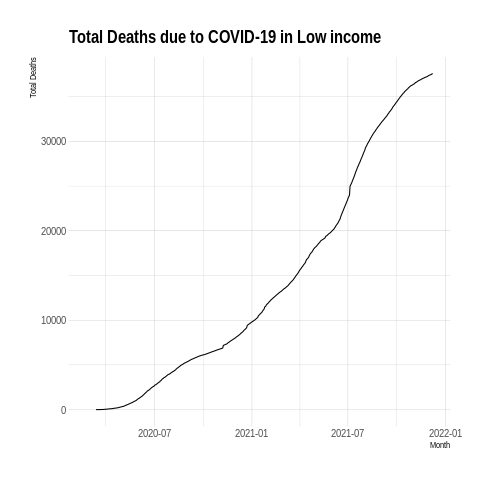 Total Deaths due to COVID-19 in Low income
Total Deaths
30000
20000
10000
0
2020-07 2021-01 2021-07 2022-01
Month